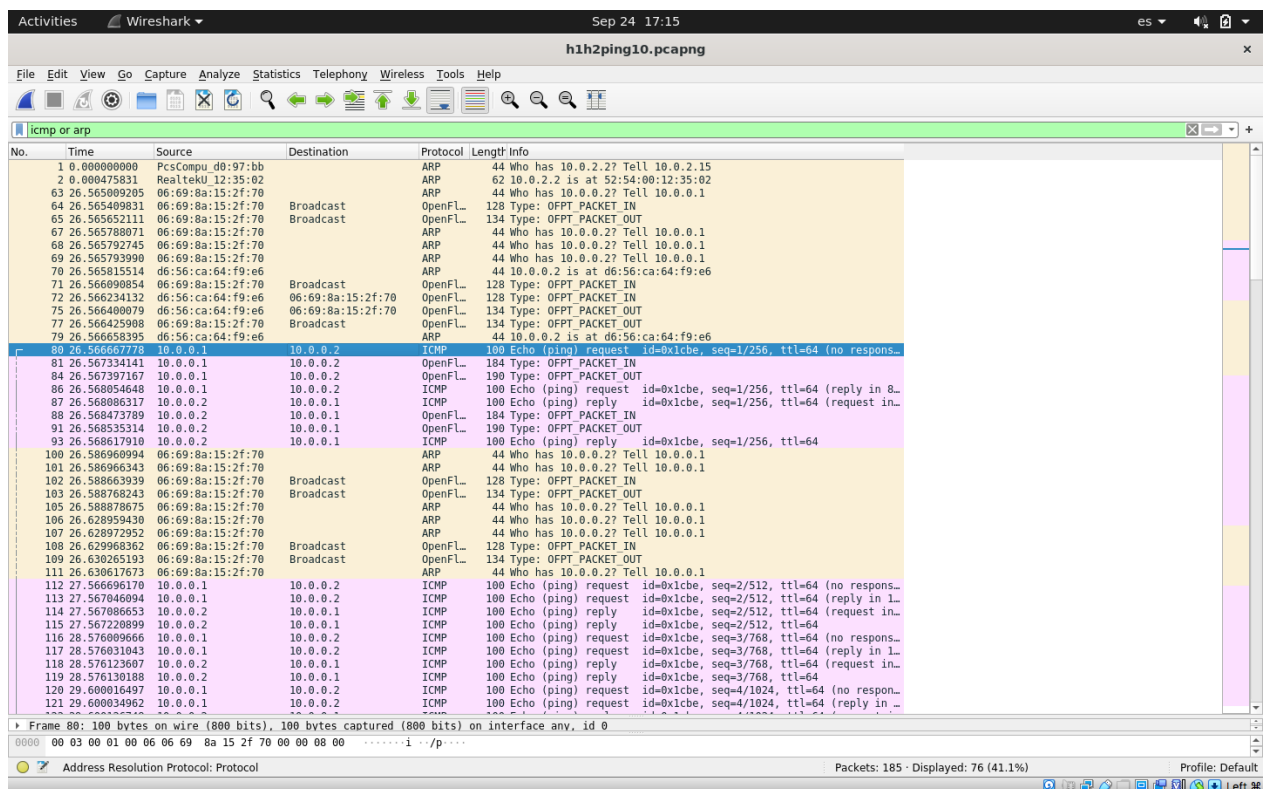 Activities Wireshark Sep 24 17:15 es
h1h2ping10.pcapng
File Edit View Go Capture Analyze Statistics Telephony Wireless Tools Help
icmp or arp
No. Time Source Destination Protocol Length Info
1 0.000000000 PcsCompu_d0:97:bb ARP 44 Who has 10.0.2.2? Tell 10.0.2.15
2 0.000475831 RealtekU_12:35:02 ARP 62 10.0.2.2 is at 52:54:00:12:35:02
63 26.565009205 06:69:8a:15:2f:70 ARP 44 Who has 10.0.0.2? Tell 10.0.0.1
64 26.565409831 06:69:8a:15:2f:70 Broadcast OpenFl… 128 Type: OFPT_PACKET_IN
65 26.565652111 06:69:8a:15:2f:70 Broadcast OpenFl… 134 Type: OFPT_PACKET_OUT
67 26.565788071 06:69:8a:15:2f:70 ARP 44 Who has 10.0.0.2? Tell 10.0.0.1
68 26.565792745 06:69:8a:15:2f:70 ARP 44 Who has 10.0.0.2? Tell 10.0.0.1
69 26.565793990 06:69:8a:15:2f:70 ARP 44 Who has 10.0.0.2? Tell 10.0.0.1
70 26.565815514 d6:56:ca:64:f9:e6 ARP 44 10.0.0.2 is at d6:56:ca:64:f9:e6
71 26.566090854 06:69:8a:15:2f:70 Broadcast OpenFl… 128 Type: OFPT_PACKET_IN
72 26.566234132 d6:56:ca:64:f9:e6 06:69:8a:15:2f:70 OpenFl… 128 Type: OFPT_PACKET_IN
75 26.566400079 d6:56:ca:64:f9:e6 06:69:8a:15:2f:70 OpenFl… 134 Type: OFPT_PACKET_OUT
77 26.566425908 06:69:8a:15:2f:70 Broadcast OpenFl… 134 Type: OFPT_PACKET_OUT
79 26.566658395 d6:56:ca:64:f9:e6 ARP 44 10.0.0.2 is at d6:56:ca:64:f9:e6
80 26.566667778 10.0.0.1 10.0.0.2 ICMP 100 Echo (ping) request id=0x1cbe, seq=1/256, ttl=64 (no respons…
81 26.567334141 10.0.0.1 10.0.0.2 OpenFl… 184 Type: OFPT_PACKET_IN
84 26.567397167 10.0.0.1 10.0.0.2 OpenFl… 190 Type: OFPT_PACKET_OUT
86 26.568054648 10.0.0.1 10.0.0.2 ICMP 100 Echo (ping) request id=0x1cbe, seq=1/256, ttl=64 (reply in 8…
87 26.568086317 10.0.0.2 10.0.0.1 ICMP 100 Echo (ping) reply id=0x1cbe, seq=1/256, ttl=64 (request in…
88 26.568473789 10.0.0.2 10.0.0.1 OpenFl… 184 Type: OFPT_PACKET_IN
91 26.568535314 10.0.0.2 10.0.0.1 OpenFl… 190 Type: OFPT_PACKET_OUT
93 26.568617910 10.0.0.2 10.0.0.1 ICMP 100 Echo (ping) reply id=0x1cbe, seq=1/256, ttl=64
100 26.586960994 06:69:8a:15:2f:70 ARP 44 Who has 10.0.0.2? Tell 10.0.0.1
101 26.586966343 06:69:8a:15:2f:70 ARP 44 Who has 10.0.0.2? Tell 10.0.0.1
102 26.588663939 06:69:8a:15:2f:70 Broadcast OpenFl… 128 Type: OFPT_PACKET_IN
103 26.588768243 06:69:8a:15:2f:70 Broadcast OpenFl… 134 Type: OFPT_PACKET_OUT
105 26.588878675 06:69:8a:15:2f:70 ARP 44 Who has 10.0.0.2? Tell 10.0.0.1
106 26.628959430 06:69:8a:15:2f:70 ARP 44 Who has 10.0.0.2? Tell 10.0.0.1
107 26.628972952 06:69:8a:15:2f:70 ARP 44 Who has 10.0.0.2? Tell 10.0.0.1
108 26.629968362 06:69:8a:15:2f:70 Broadcast OpenFl… 128 Type: OFPT_PACKET_IN
109 26.630265193 06:69:8a:15:2f:70 Broadcast OpenFl… 134 Type: OFPT_PACKET_OUT
111 26.630617673 06:69:8a:15:2f:70 ARP 44 Who has 10.0.0.2? Tell 10.0.0.1
112 27.566696170 10.0.0.1 10.0.0.2 ICMP 100 Echo (ping) request id=0x1cbe, seq=2/512, ttl=64 (no respons…
113 27.567046094 10.0.0.1 10.0.0.2 ICMP 100 Echo (ping) request id=0x1cbe, seq=2/512, ttl=64 (reply in 1…
114 27.567086653 10.0.0.2 10.0.0.1 ICMP 100 Echo (ping) reply id=0x1cbe, seq=2/512, ttl=64 (request in…
115 27.567220899 10.0.0.2 10.0.0.1 ICMP 100 Echo (ping) reply id=0x1cbe, seq=2/512, ttl=64
116 28.576009666 10.0.0.1 10.0.0.2 ICMP 100 Echo (ping) request id=0x1cbe, seq=3/768, ttl=64 (no respons…
117 28.576031043 10.0.0.1 10.0.0.2 ICMP 100 Echo (ping) request id=0x1cbe, seq=3/768, ttl=64 (reply in 1…
118 28.576123607 10.0.0.2 10.0.0.1 ICMP 100 Echo (ping) reply id=0x1cbe, seq=3/768, ttl=64 (request in…
119 28.576130188 10.0.0.2 10.0.0.1 ICMP 100 Echo (ping) reply id=0x1cbe, seq=3/768, ttl=64
120 29.600016497 10.0.0.1 10.0.0.2 ICMP 100 Echo (ping) request id=0x1cbe, seq=4/1024, ttl=64 (no respon…
121 29.600034962 10.0.0.1 10.0.0.2 ICMP 100 Echo (ping) request id=0x1cbe, seq=4/1024, ttl=64 (reply in …
Frame 80: 100 bytes on wire (800 bits), 100 bytes captured (800 bits) on interface any, id 0
0000 00 03 00 01 00 06 06 69 8a 15 2f 70 00 00 08 00 ·······i ··/p····
Address Resolution Protocol: Protocol Packets: 185 · Displayed: 76 (41.1%) Profile: Default
Left ⌘